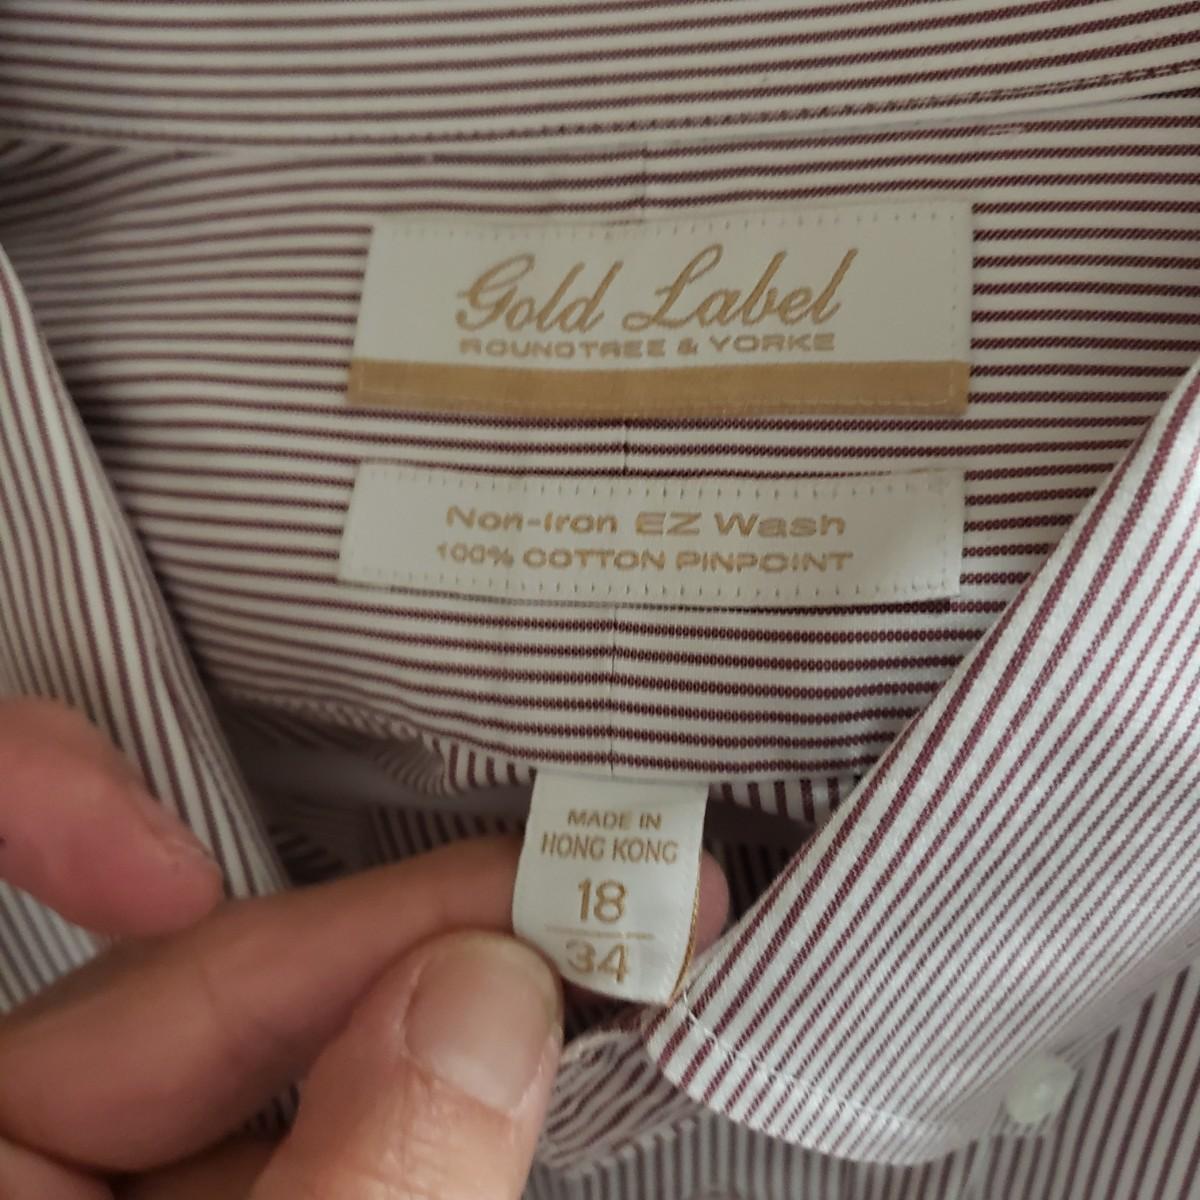 Gold Label
ROUNDTREE & YORKE
Non-Iron EZ Wash
100% COTTON PINPOINT
MADE IN
HONG KONG
18
34